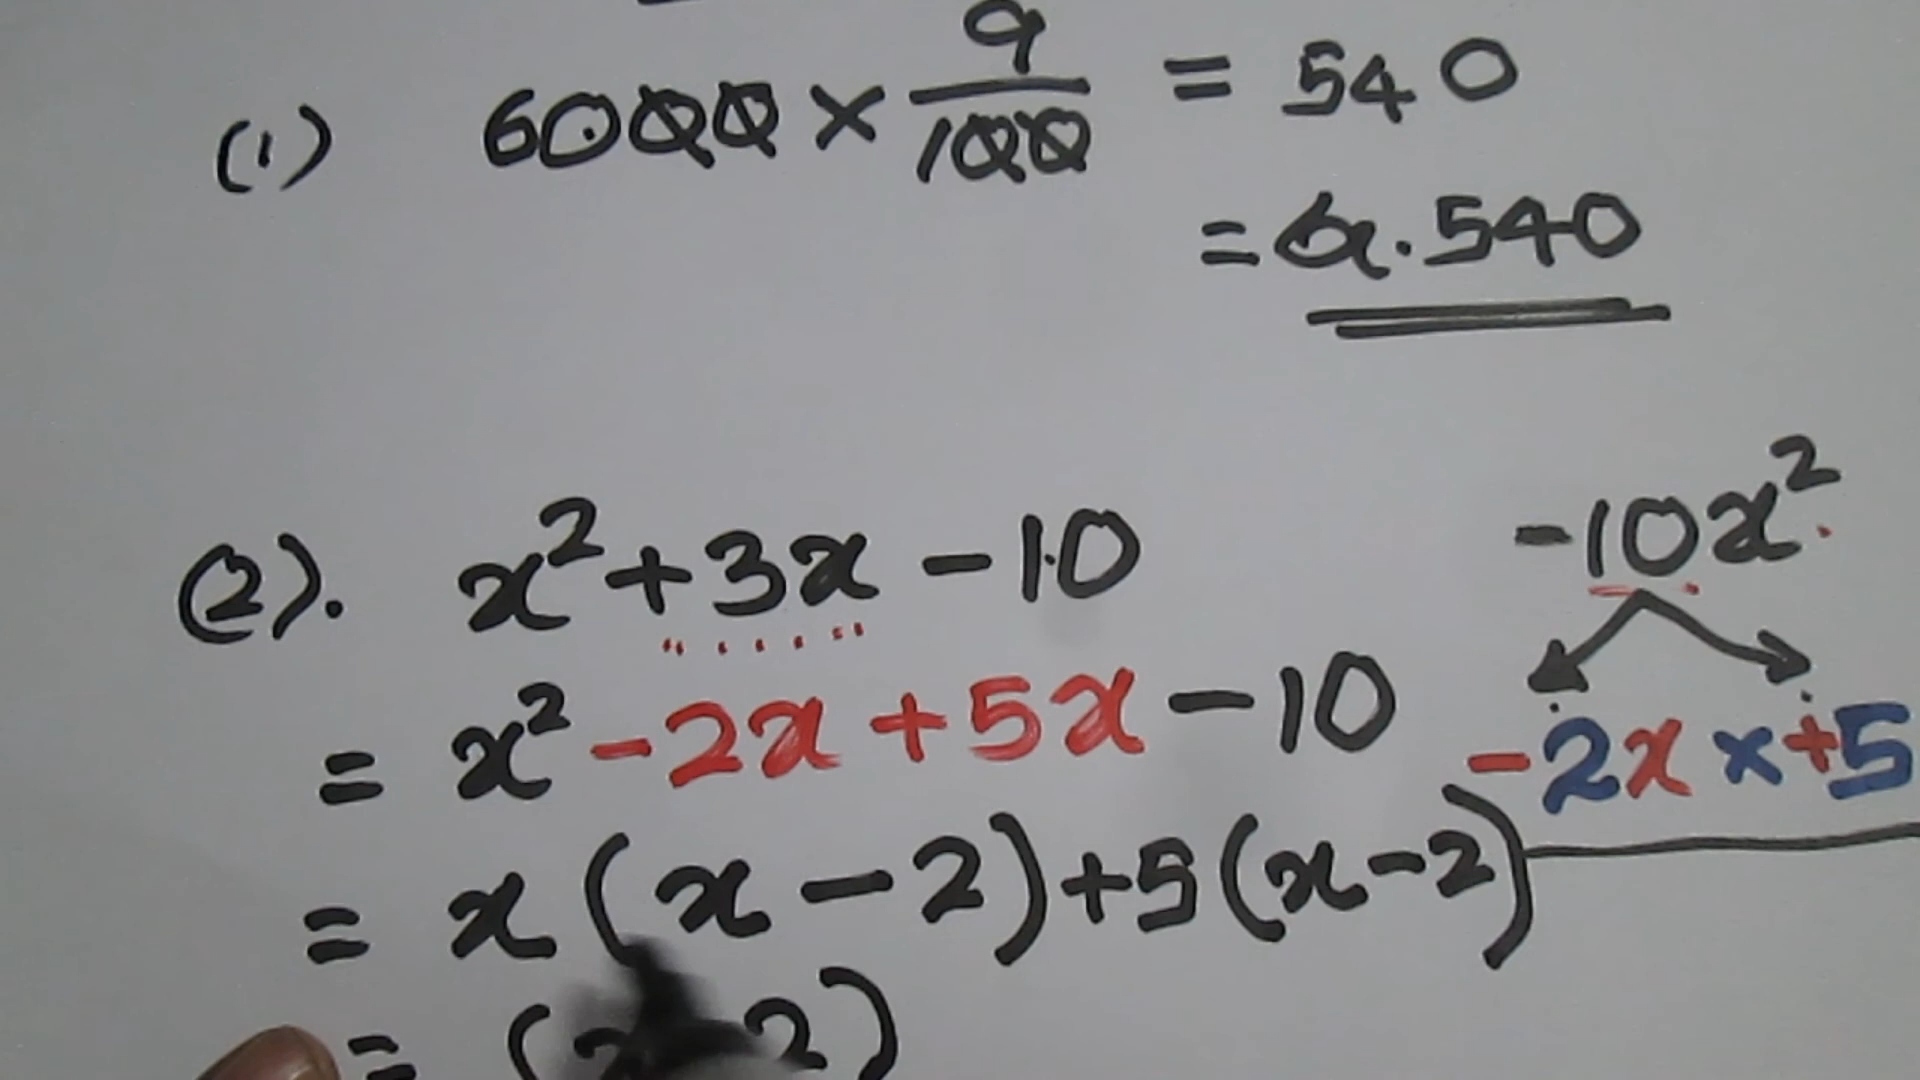 (1) 6000 × 9/100 = 540
= රු.540
(2). x² + 3x - 10
-10x²
= x² - 2x + 5x - 10
-2x × +5
= x(x - 2) + 5(x - 2)
= (x 2)